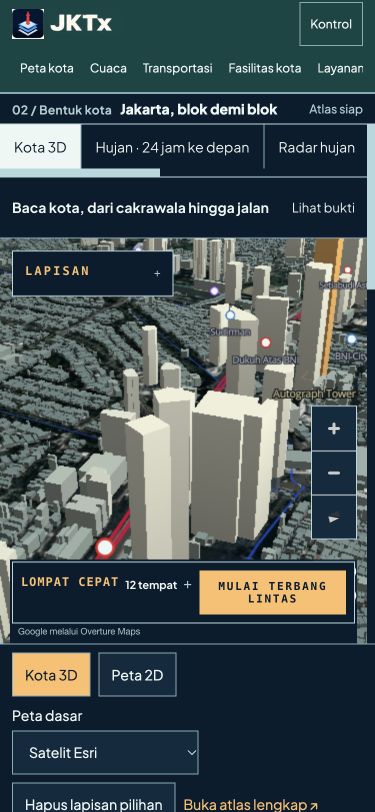 JKTx
Kontrol
Peta kota Cuaca Transportasi Fasilitas kota Layanan
02 / Bentuk kota Jakarta, blok demi blok Atlas siap
Kota 3D Hujan · 24 jam ke depan Radar hujan
Baca kota, dari cakrawala hingga jalan Lihat bukti
LAPISAN +
Sudirman
Dukuh Atas BNI
BNI City
Autograph Tower
+
−
LOMPAT CEPAT 12 tempat +
MULAI TERBANG
LINTAS
Google melalui Overture Maps
Kota 3D Peta 2D
Peta dasar
Satelit Esri
Hapus lapisan pilihan Buka atlas lengkap ↗